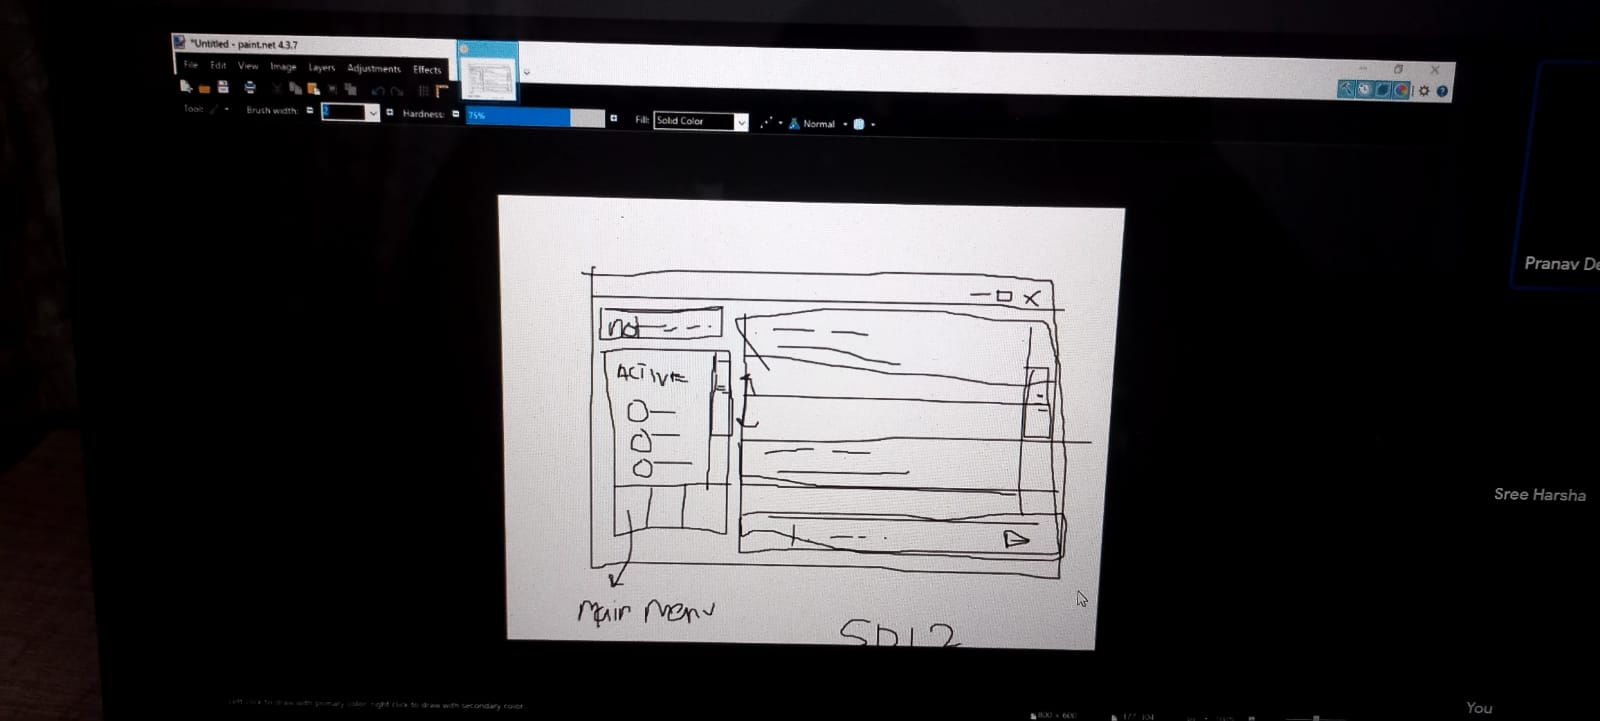 *Untitled - paint.net 4.3.7
File Edit View Image Layers Adjustments Effects
Tool: Brush width: 2 Hardness: 75% Fill: Solid Color Normal
Pranav De
ACTIVE
Sree Harsha
Main Menu
SDL2
Left click to draw with primary color, right click to draw with secondary color
800 × 600
You